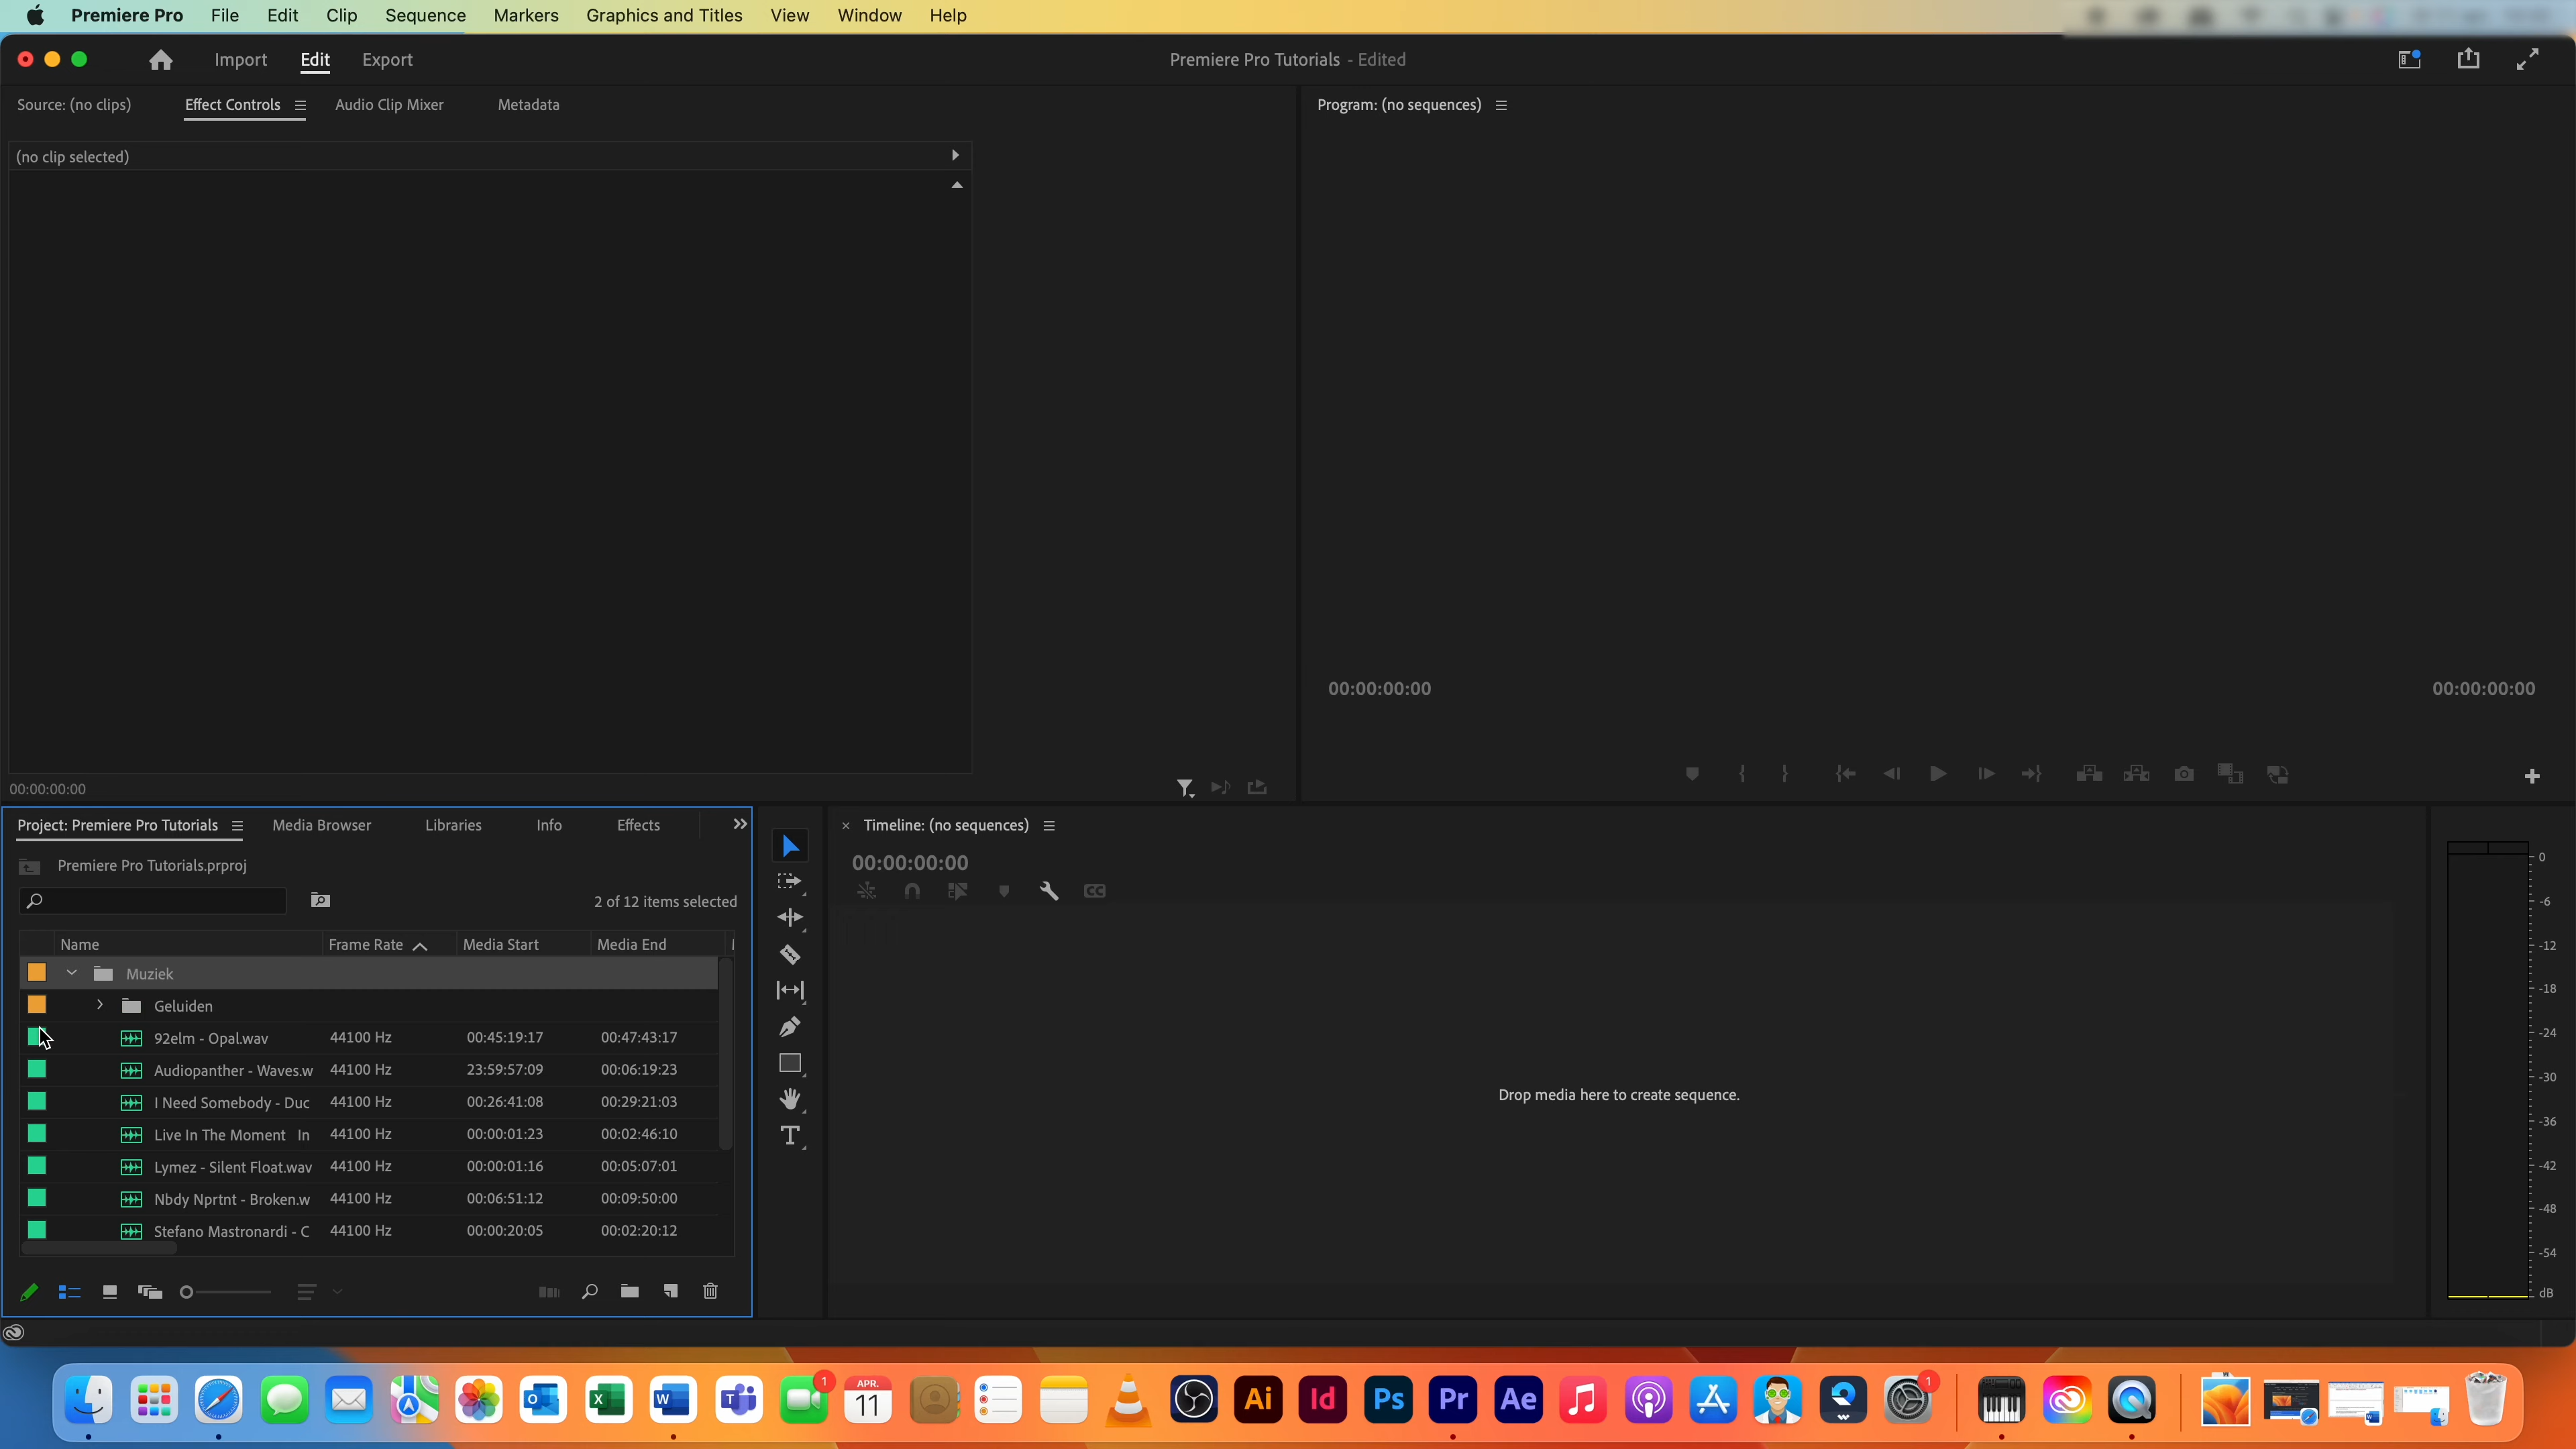 Premiere Pro File Edit Clip Sequence Markers Graphics and Titles View Window Help
Import Edit Export Premiere Pro Tutorials - Edited
Source: (no clips) Effect Controls Audio Clip Mixer Metadata Program: (no sequences)
(no clip selected)
00:00:00:00 00:00:00:00
00:00:00:00
Project: Premiere Pro Tutorials Media Browser Libraries Info Effects
Premiere Pro Tutorials.prproj
2 of 12 items selected
Name Frame Rate Media Start Media End
Muziek
Geluiden
92elm - Opal.wav 44100 Hz 00:45:19:17 00:47:43:17
Audiopanther - Waves.w 44100 Hz 23:59:57:09 00:06:19:23
I Need Somebody - Duc 44100 Hz 00:26:41:08 00:29:21:03
Live In The Moment In 44100 Hz 00:00:01:23 00:02:46:10
Lymez - Silent Float.wav 44100 Hz 00:00:01:16 00:05:07:01
Nbdy Nprtnt - Broken.w 44100 Hz 00:06:51:12 00:09:50:00
Stefano Mastronardi - C 44100 Hz 00:00:20:05 00:02:20:12
Timeline: (no sequences)
00:00:00:00
CC
Drop media here to create sequence.
0
-6
-12
-18
-24
-30
-36
-42
-48
-54
dB
1 APR. 11 Ai Id Ps Pr Ae 1